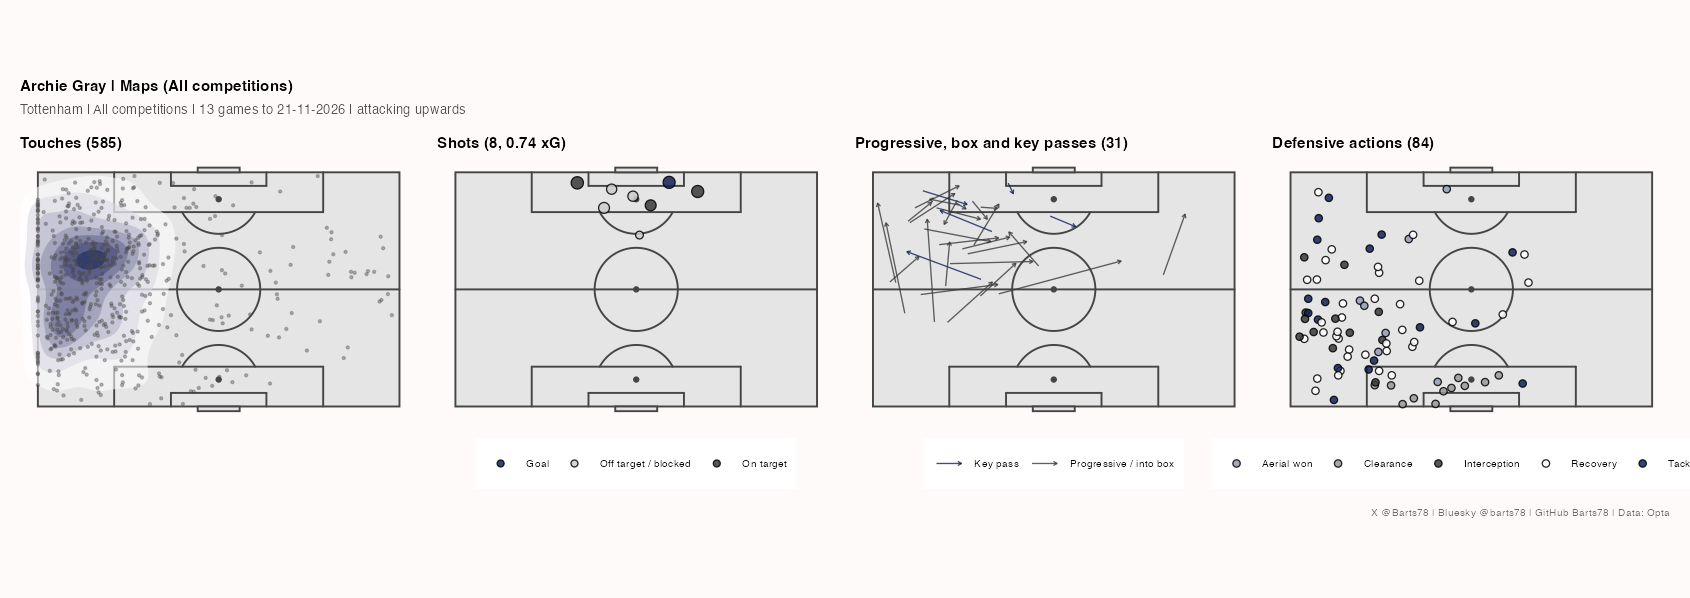 Archie Gray | Maps (All competitions)
Tottenham | All competitions | 13 games to 21-11-2026 | attacking upwards
Touches (585)
Shots (8, 0.74 xG)
Progressive, box and key passes (31)
Defensive actions (84)
Goal
Off target / blocked
On target
Key pass
Progressive / into box
Aerial won
Clearance
Interception
Recovery
Tack
X @Barts78 | Bluesky @barts78 | GitHub Barts78 | Data: Opta